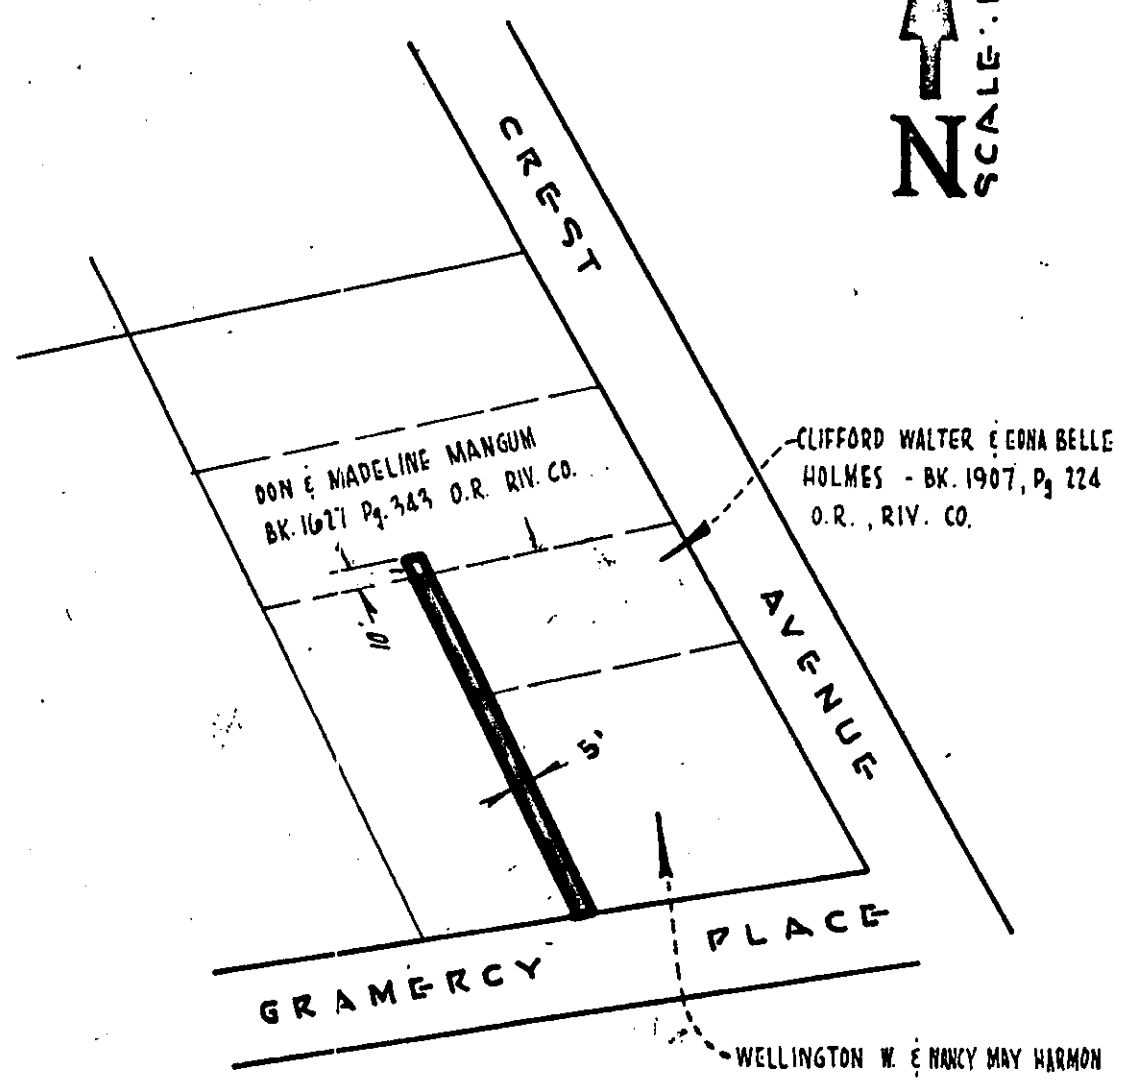 N
SCALE:
CREST
AVENUE
DON & MADELINE MANGUM
BK. 1627 Pg. 343 O.R. RIV. CO.
CLIFFORD WALTER & EDNA BELLE
HOLMES - BK. 1907, Pg 224
O.R., RIV. CO.
10'
5'
GRAMERCY PLACE
WELLINGTON W. & NANCY MAY HARMON